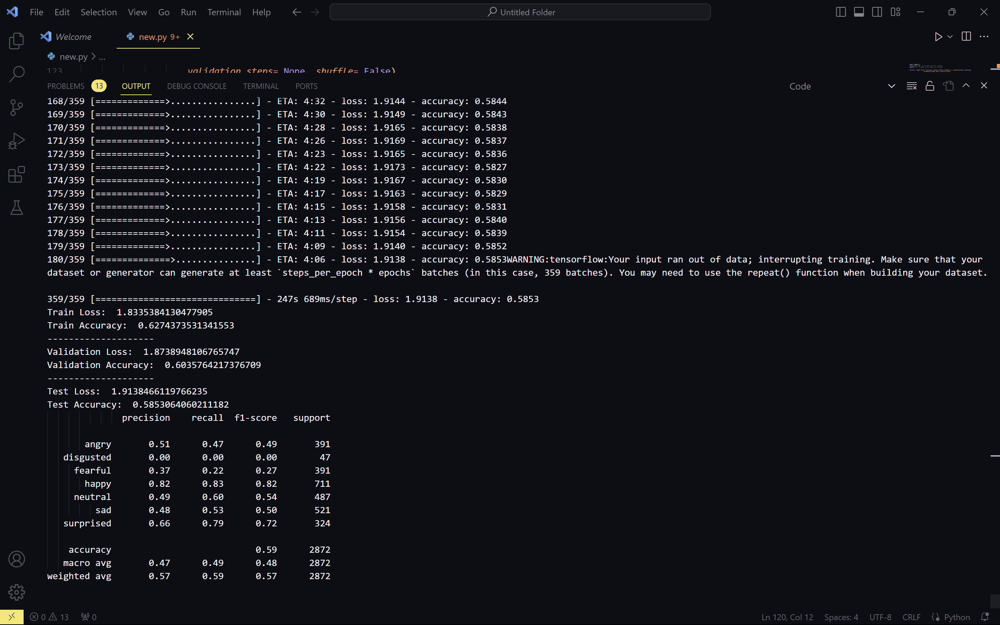 File Edit Selection View Go Run Terminal Help Untitled Folder
Welcome new.py 9+
new.py > ...
123 validation_steps= None, shuffle= False)
PROBLEMS 13 OUTPUT DEBUG CONSOLE TERMINAL PORTS Code
168/359 [=============>................] - ETA: 4:32 - loss: 1.9144 - accuracy: 0.5844
169/359 [=============>................] - ETA: 4:30 - loss: 1.9149 - accuracy: 0.5843
170/359 [=============>................] - ETA: 4:28 - loss: 1.9165 - accuracy: 0.5838
171/359 [=============>................] - ETA: 4:26 - loss: 1.9169 - accuracy: 0.5837
172/359 [=============>................] - ETA: 4:23 - loss: 1.9165 - accuracy: 0.5836
173/359 [=============>................] - ETA: 4:22 - loss: 1.9173 - accuracy: 0.5827
174/359 [=============>................] - ETA: 4:19 - loss: 1.9167 - accuracy: 0.5830
175/359 [=============>................] - ETA: 4:17 - loss: 1.9163 - accuracy: 0.5829
176/359 [=============>................] - ETA: 4:15 - loss: 1.9158 - accuracy: 0.5831
177/359 [=============>................] - ETA: 4:13 - loss: 1.9156 - accuracy: 0.5840
178/359 [=============>................] - ETA: 4:11 - loss: 1.9154 - accuracy: 0.5839
179/359 [=============>................] - ETA: 4:09 - loss: 1.9140 - accuracy: 0.5852
180/359 [==============>...............] - ETA: 4:06 - loss: 1.9138 - accuracy: 0.5853WARNING:tensorflow:Your input ran out of data; interrupting training. Make sure that your
dataset or generator can generate at least `steps_per_epoch * epochs` batches (in this case, 359 batches). You may need to use the repeat() function when building your dataset.
359/359 [==============================] - 247s 689ms/step - loss: 1.9138 - accuracy: 0.5853
Train Loss:  1.8335384130477905
Train Accuracy:  0.6274373531341553
--------------------
Validation Loss:  1.8738948106765747
Validation Accuracy:  0.6035764217376709
--------------------
Test Loss:  1.9138466119766235
Test Accuracy:  0.5853064060211182
precision recall f1-score support
angry 0.51 0.47 0.49 391
disgusted 0.00 0.00 0.00 47
fearful 0.37 0.22 0.27 391
happy 0.82 0.83 0.82 711
neutral 0.49 0.60 0.54 487
sad 0.48 0.53 0.50 521
surprised 0.66 0.79 0.72 324
accuracy 0.59 2872
macro avg 0.47 0.49 0.48 2872
weighted avg 0.57 0.59 0.57 2872
0 13 0 Ln 120, Col 12 Spaces: 4 UTF-8 CRLF Python